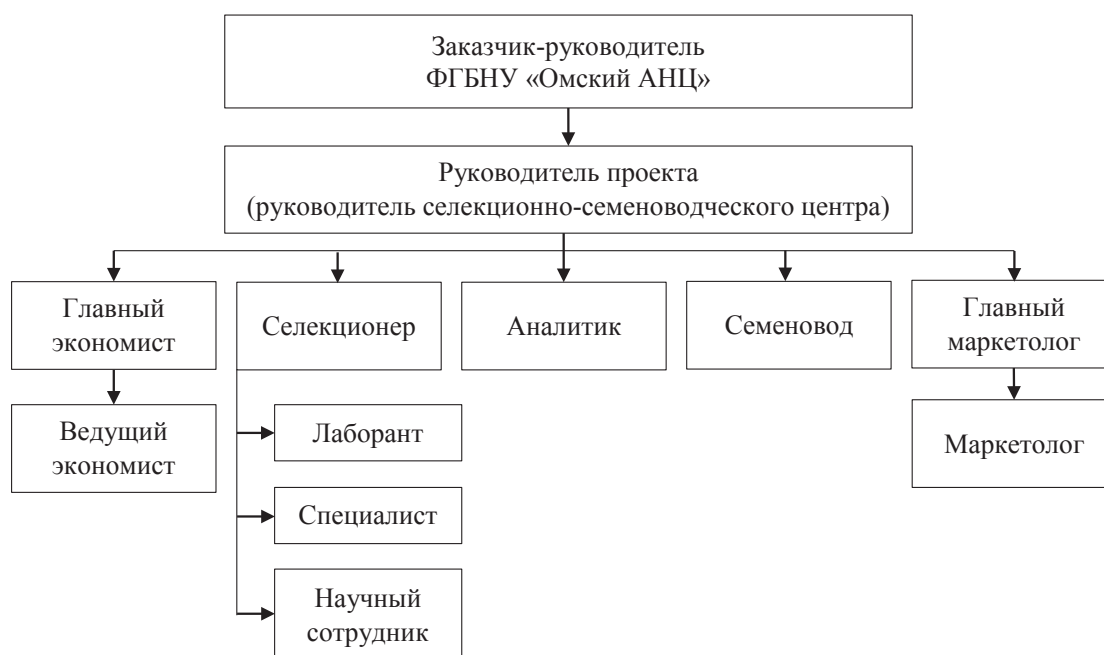 Заказчик-руководитель
ФГБНУ «Омский АНЦ»
Руководитель проекта
(руководитель селекционно-семеноводческого центра)
Главный
экономист
Селекционер
Аналитик
Семеновод
Главный
маркетолог
Ведущий
экономист
Лаборант
Специалист
Научный
сотрудник
Маркетолог